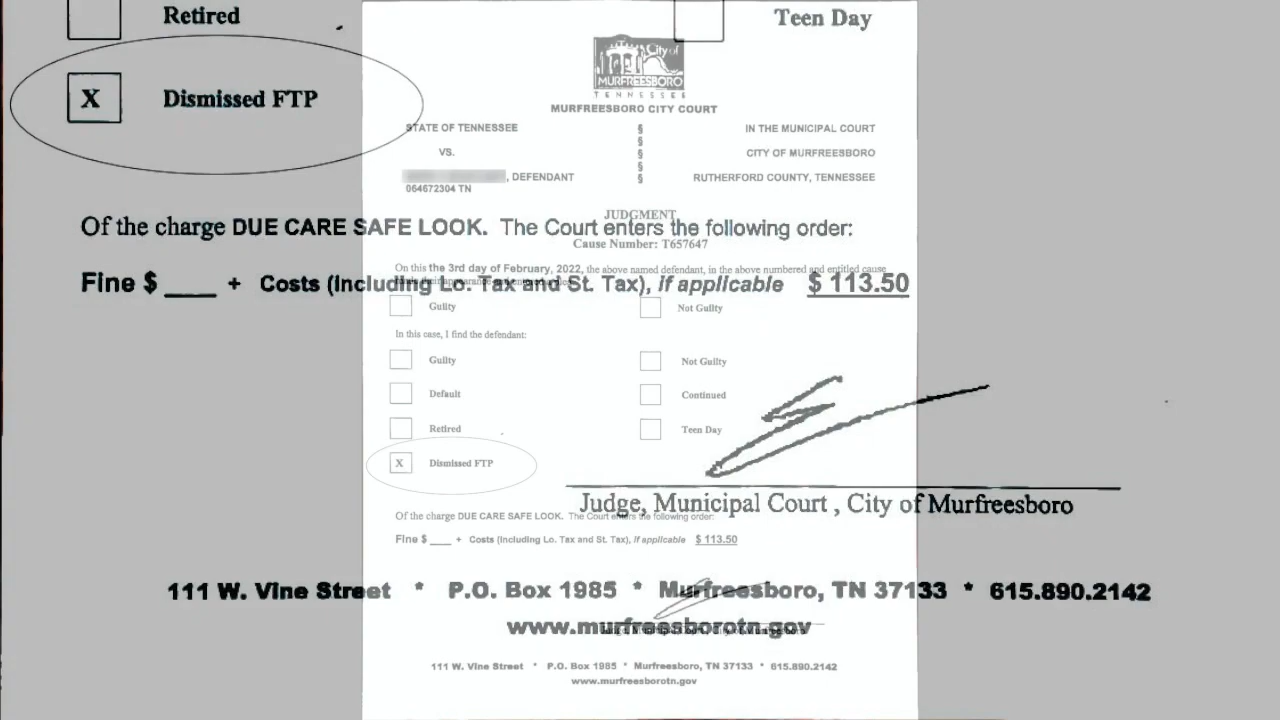 Retired
Teen Day
X Dismissed FTP
Of the charge DUE CARE SAFE LOOK. The Court enters the following order:
Fine $ ____ + Costs (Including Lo. Tax and St. Tax), if applicable $ 113.50
Judge, Municipal Court , City of Murfreesboro
111 W. Vine Street * P.O. Box 1985 * Murfreesboro, TN 37133 * 615.890.2142
www.murfreesborotn.gov
City of
MURFREESBORO
TENNESSEE
MURFREESBORO CITY COURT
STATE OF TENNESSEE § IN THE MUNICIPAL COURT
§
VS. § CITY OF MURFREESBORO
§
, DEFENDANT § RUTHERFORD COUNTY, TENNESSEE
064672304 TN
JUDGMENT
Cause Number: T657647
On this the 3rd day of February, 2022, the above named defendant, in the above numbered and entitled cause
Guilty Not Guilty
In this case, I find the defendant:
Guilty Not Guilty
Default Continued
Retired Teen Day
X Dismissed FTP
Of the charge DUE CARE SAFE LOOK. The Court enters the following order:
Fine $ ____ + Costs (Including Lo. Tax and St. Tax), if applicable $ 113.50
Judge, Municipal Court , City of Murfreesboro
111 W. Vine Street * P.O. Box 1985 * Murfreesboro, TN 37133 * 615.890.2142
www.murfreesborotn.gov